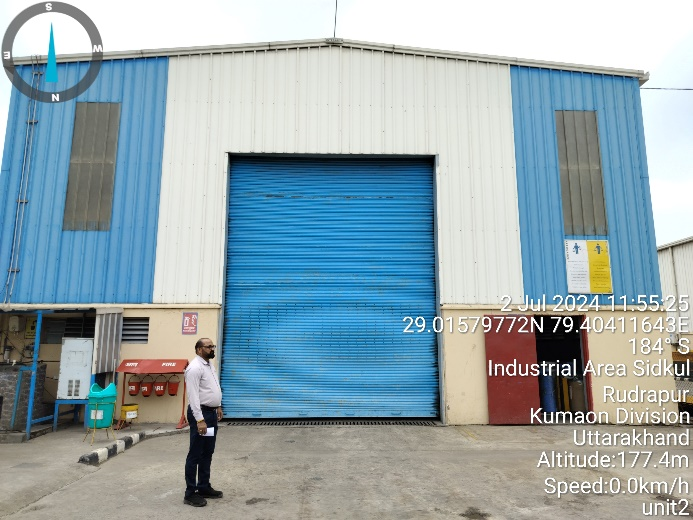 S
E
W
N
FIRE
2 Jul 2024 11:55:25
29.01579772N 79.40411643E
184° S
Industrial Area Sidkul
Rudrapur
Kumaon Division
Uttarakhand
Altitude:177.4m
Speed:0.0km/h
unit2